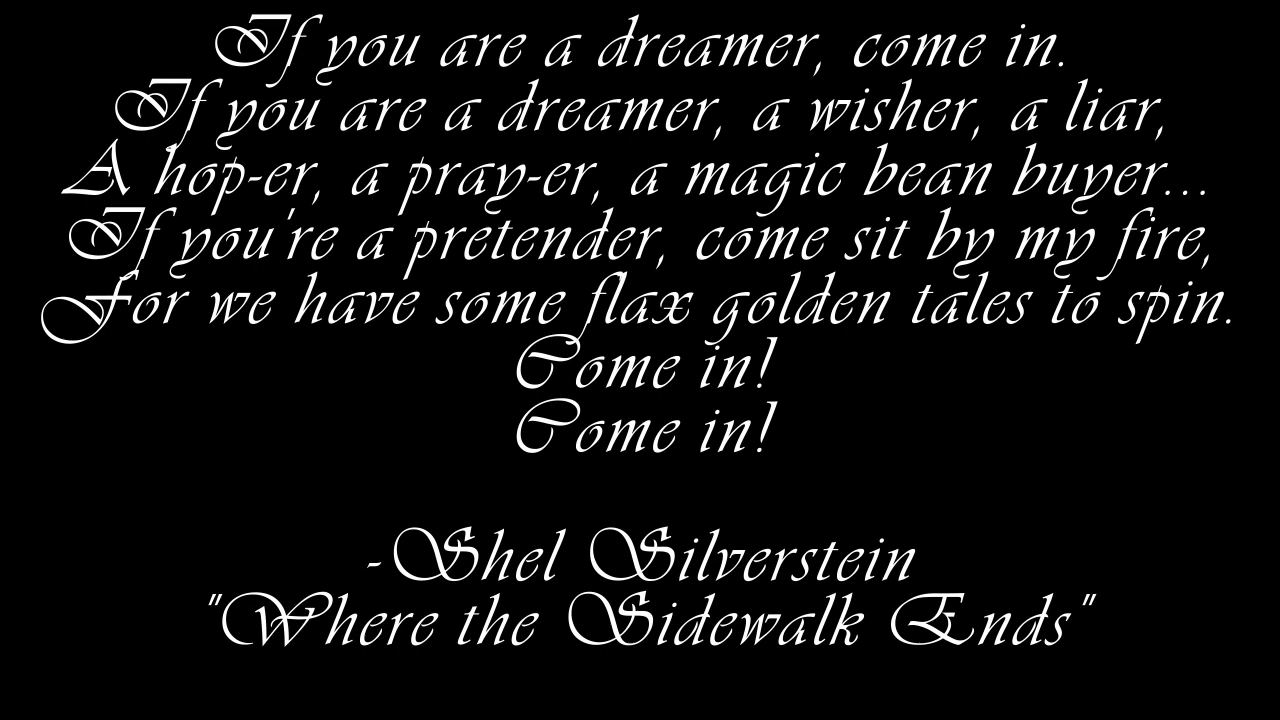 If you are a dreamer, come in.
If you are a dreamer, a wisher, a liar,
A hop-er, a pray-er, a magic bean buyer...
If you're a pretender, come sit by my fire,
For we have some flax golden tales to spin.
Come in!
Come in!
-Shel Silverstein
"Where the Sidewalk Ends"